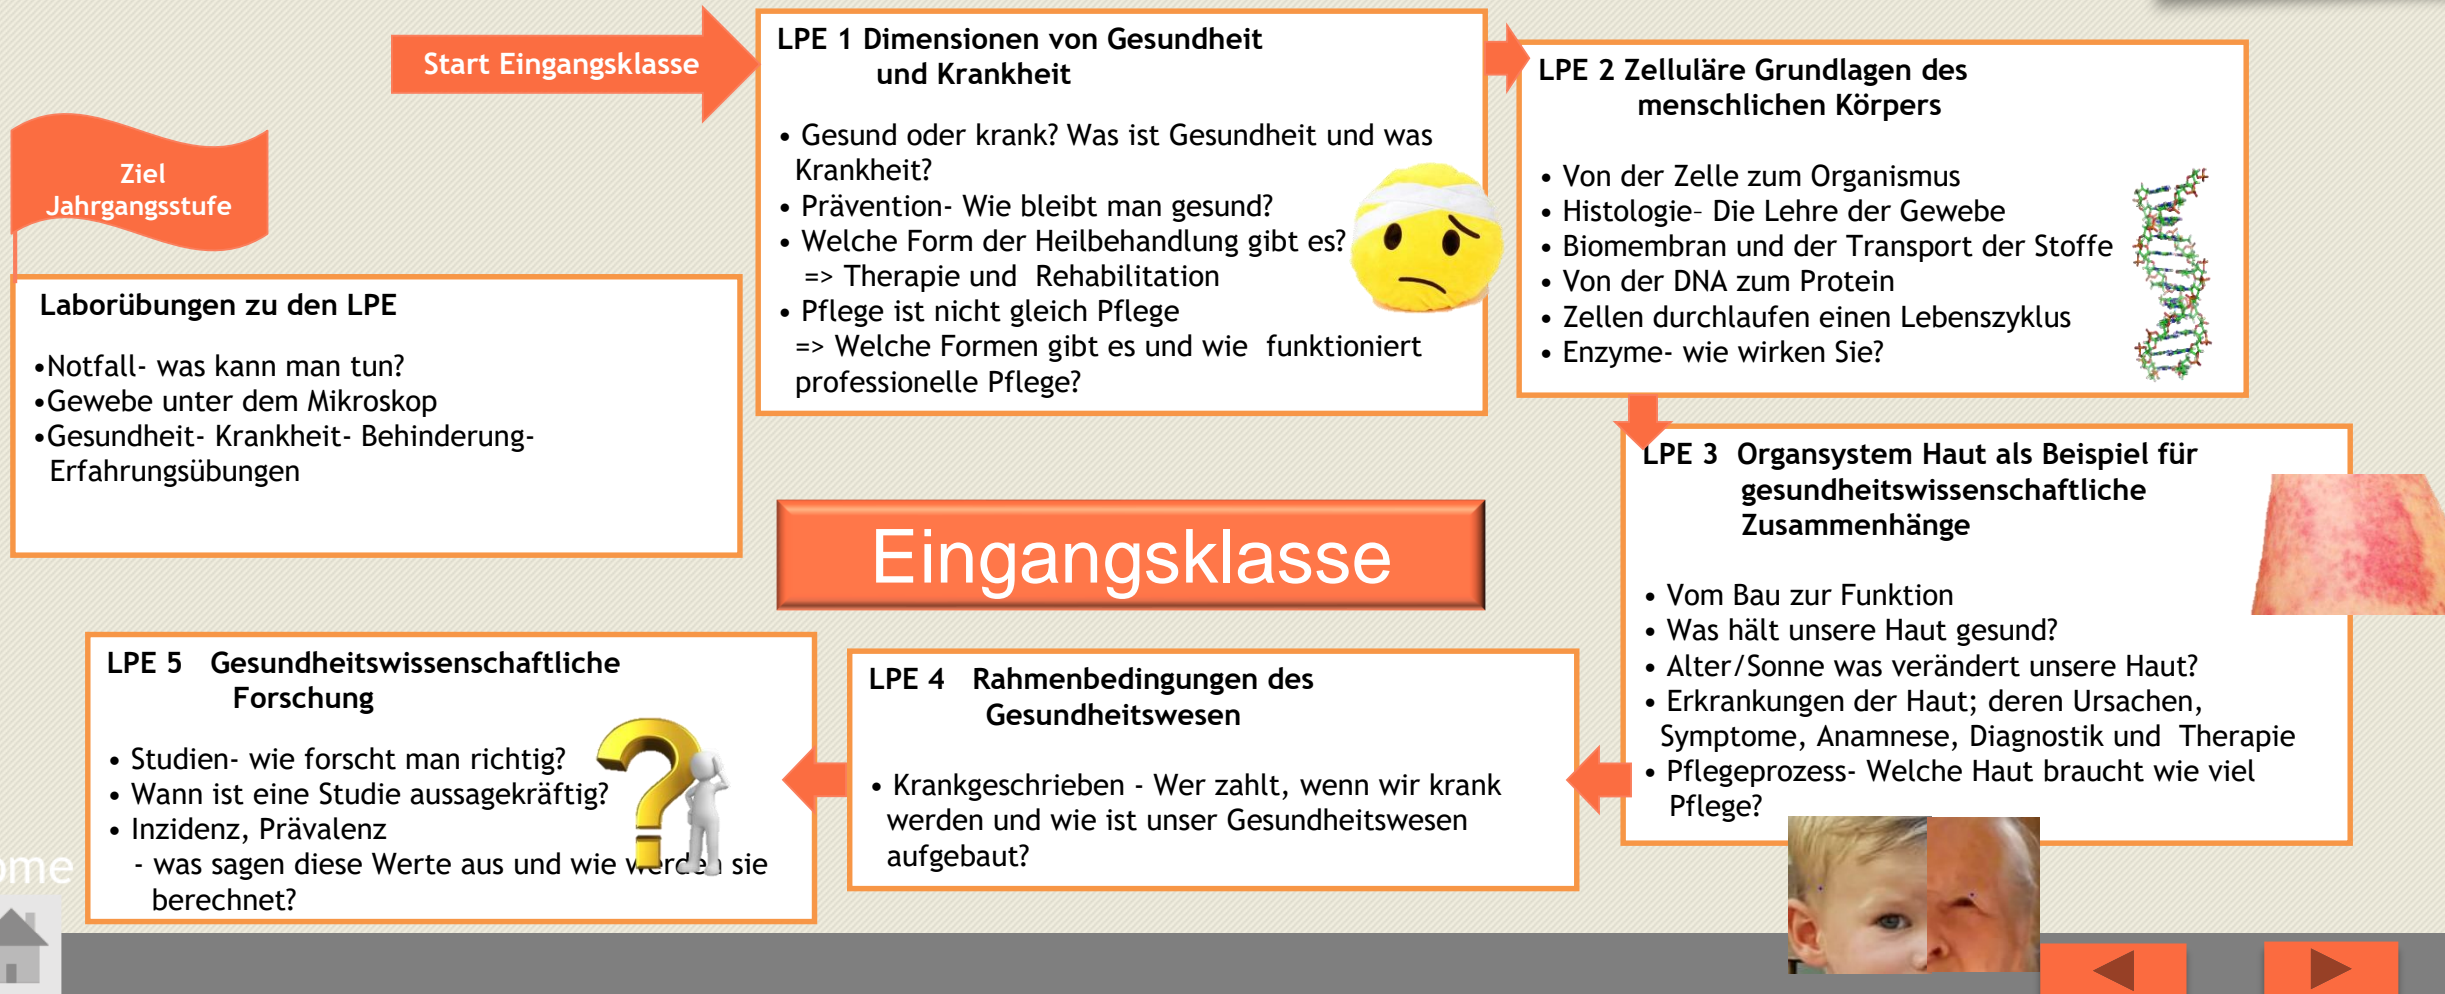 Start Eingangsklasse
LPE 1 Dimensionen von Gesundheit
und Krankheit
• Gesund oder krank? Was ist Gesundheit und was
Krankheit?
• Prävention- Wie bleibt man gesund?
• Welche Form der Heilbehandlung gibt es?
=> Therapie und Rehabilitation
• Pflege ist nicht gleich Pflege
=> Welche Formen gibt es und wie funktioniert
professionelle Pflege?
LPE 2 Zelluläre Grundlagen des
menschlichen Körpers
• Von der Zelle zum Organismus
• Histologie– Die Lehre der Gewebe
• Biomembran und der Transport der Stoffe
• Von der DNA zum Protein
• Zellen durchlaufen einen Lebenszyklus
• Enzyme- wie wirken Sie?
LPE 3 Organsystem Haut als Beispiel für
gesundheitswissenschaftliche
Zusammenhänge
• Vom Bau zur Funktion
• Was hält unsere Haut gesund?
• Alter/Sonne was verändert unsere Haut?
• Erkrankungen der Haut; deren Ursachen,
Symptome, Anamnese, Diagnostik und Therapie
• Pflegeprozess- Welche Haut braucht wie viel
Pflege?
LPE 4 Rahmenbedingungen des
Gesundheitswesen
• Krankgeschrieben - Wer zahlt, wenn wir krank
werden und wie ist unser Gesundheitswesen
aufgebaut?
LPE 5 Gesundheitswissenschaftliche
Forschung
• Studien- wie forscht man richtig?
• Wann ist eine Studie aussagekräftig?
• Inzidenz, Prävalenz
- was sagen diese Werte aus und wie werden sie
berechnet?
Ziel
Jahrgangsstufe
Laborübungen zu den LPE
•Notfall- was kann man tun?
•Gewebe unter dem Mikroskop
•Gesundheit- Krankheit- Behinderung-
Erfahrungsübungen
Eingangsklasse